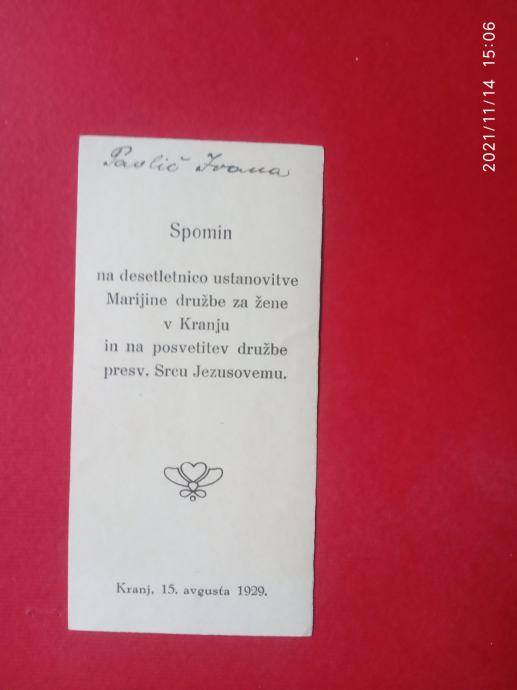 Pavlič Ivana
Spomin
na desetletnico ustanovitve
Marijine družbe za žene
v Kranju
in na posvetitev družbe
presv. Srcu Jezusovemu.
Kranj, 15. avgusta 1929.
2021/11/14 15:06